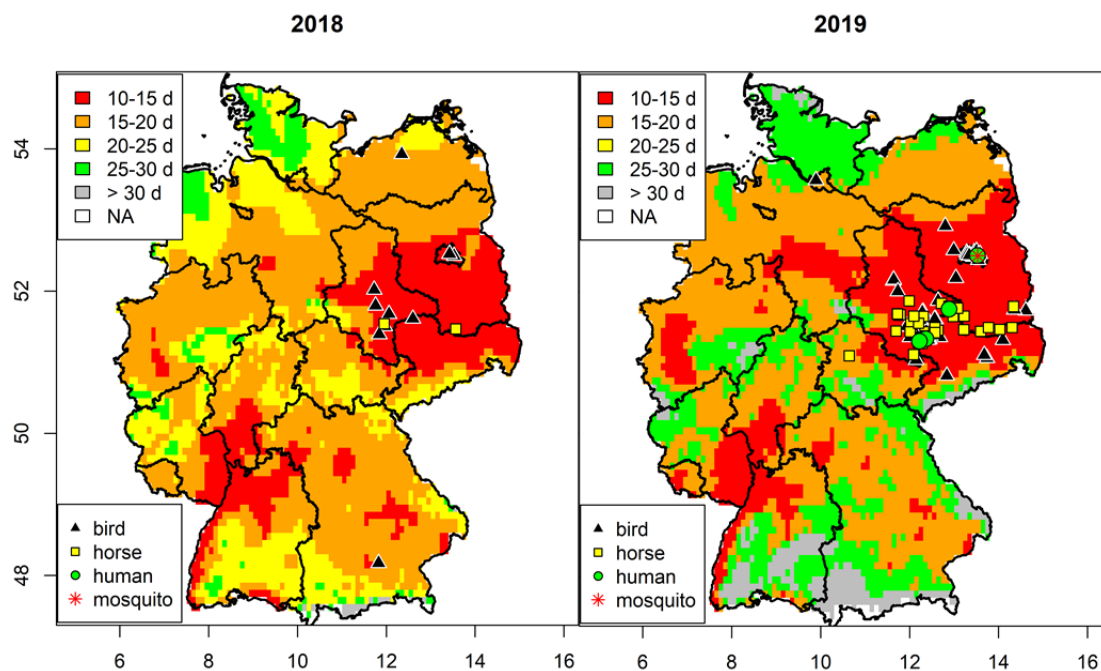 2018
2019
10-15 d
15-20 d
20-25 d
25-30 d
> 30 d
NA
10-15 d
15-20 d
20-25 d
25-30 d
> 30 d
NA
54
52
50
48
bird
horse
human
mosquito
bird
horse
human
mosquito
6 8 10 12 14 16
6 8 10 12 14 16